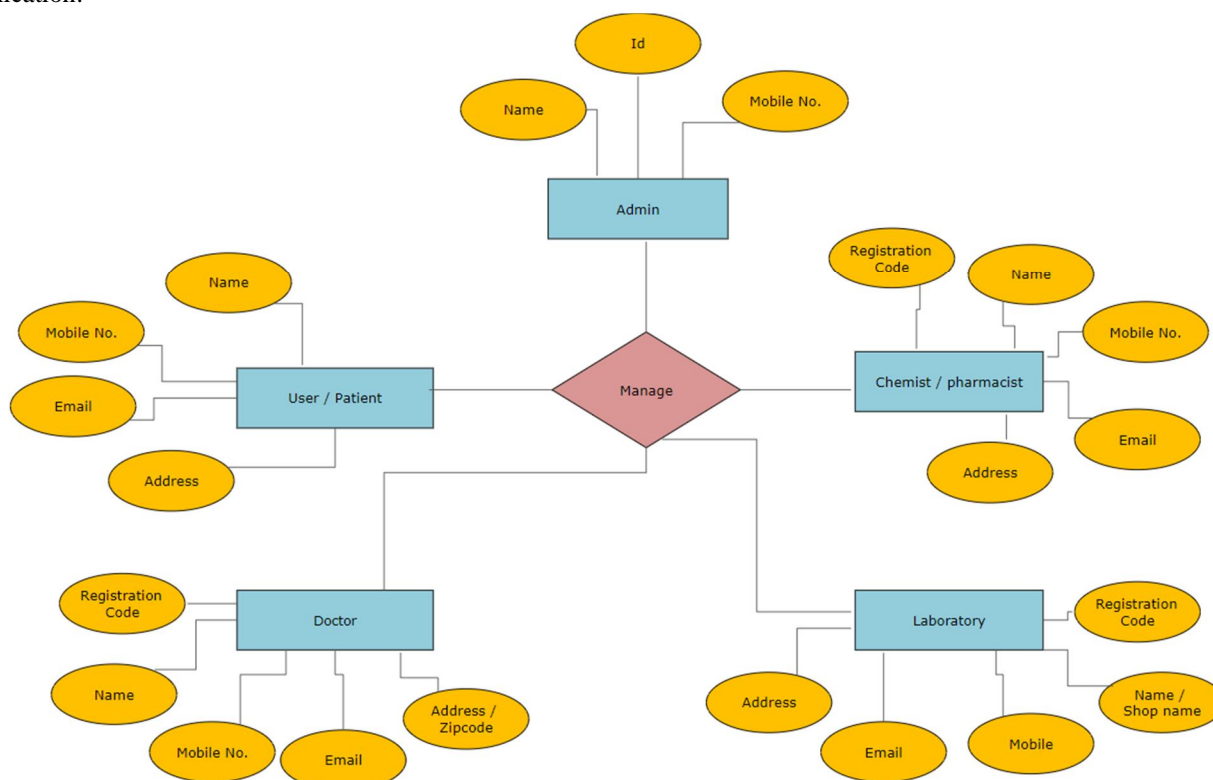 Id
Name
Mobile No.
Admin
Registration
Code
Name
Name
Mobile No.
Mobile No.
Chemist / pharmacist
User / Patient
Manage
Email
Email
Address
Address
Registration
Code
Doctor
Laboratory
Registration
Code
Name
Address
Name /
Shop name
Address /
Zipcode
Mobile No.
Email
Email
Mobile